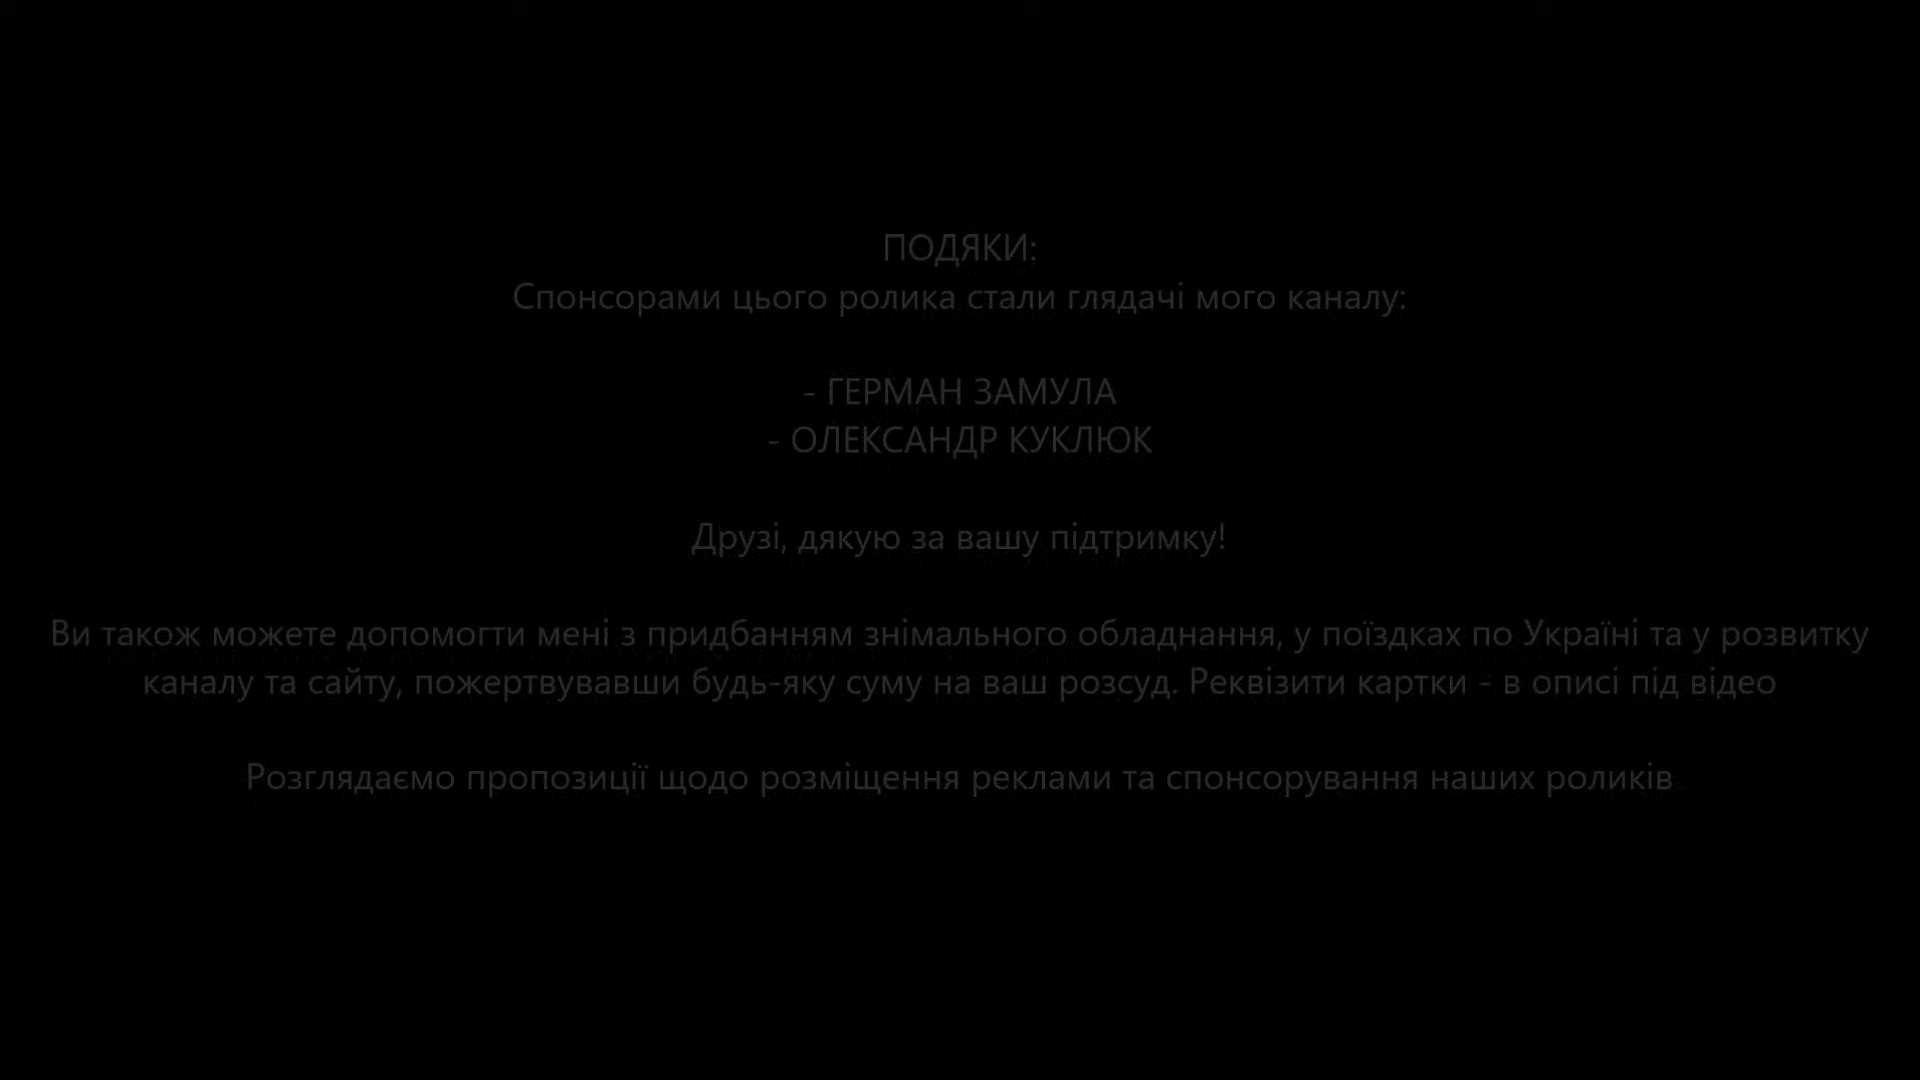 ПОДЯКИ:
Спонсорами цього ролика стали глядачі мого каналу:
- ГЕРМАН ЗАМУЛА
- ОЛЕКСАНДР КУКЛЮК
Друзі, дякую за вашу підтримку!
Ви також можете допомогти мені з придбанням знімального обладнання, у поїздках по Україні та у розвитку
каналу та сайту, пожертвувавши будь-яку суму на ваш розсуд. Реквізити картки - в описі під відео
Розглядаємо пропозиції щодо розміщення реклами та спонсорування наших роликів